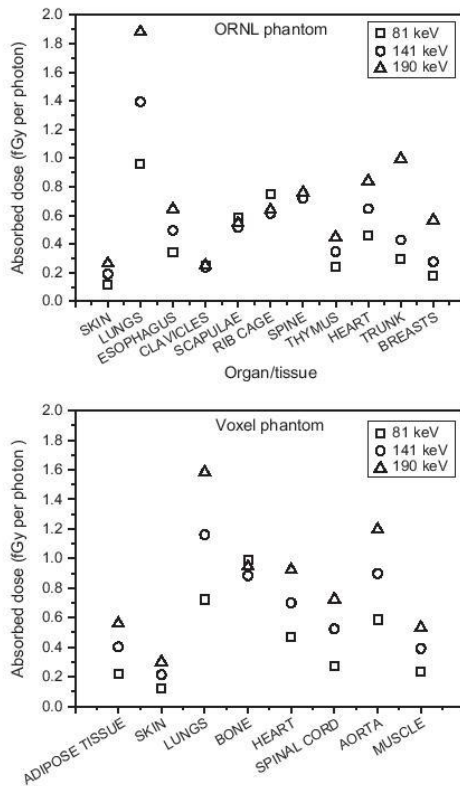 ORNL phantom
81 keV
141 keV
190 keV
Absorbed dose (fGy per photon)
2.0
1.8
1.6
1.4
1.2
1.0
0.8
0.6
0.4
0.2
0.0
SKIN
LUNGS
ESOPHAGUS
CLAVICLES
SCAPULAE
RIB CAGE
SPINE
THYMUS
HEART
TRUNK
BREASTS
Organ/tissue
Voxel phantom
81 keV
141 keV
190 keV
Absorbed dose (fGy per photon )
2.0
1.8
1.6
1.4
1.2
1.0
0.8
0.6
0.4
0.2
0.0
ADIPOSE TISSUE
SKIN
LUNGS
BONE
HEART
SPINAL CORD
AORTA
MUSCLE